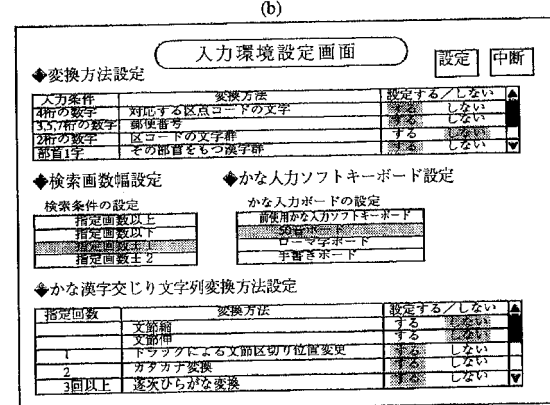 (b)
入力環境設定画面
設定 中断
◆変換方法設定
入力条件 変換方法 設定する／しない
4桁の数字 対応する区点コードの文字 する しない
3,5,7桁の数字 郵便番号 する しない
2桁の数字 区コードの文字群 する しない
部首1字 その部首をもつ漢字群 する しない
◆検索画数幅設定 ◆かな入力ソフトキーボード設定
検索条件の設定 かな入力ボードの設定
指定画数以上 前使用かな入力ソフトキーボード
指定画数以下 50音ボード
指定画数±1 ローマ字ボード
指定画数±2 手書きボード
◆かな漢字交じり文字列変換方法設定
指定回数 変換方法 設定する／しない
文節縮 する しない
文節伸 する しない
1 ドラッグによる文節区切り位置変更 する しない
2 カタカナ変換 する しない
3回以上 逐次ひらがな変換 する しない